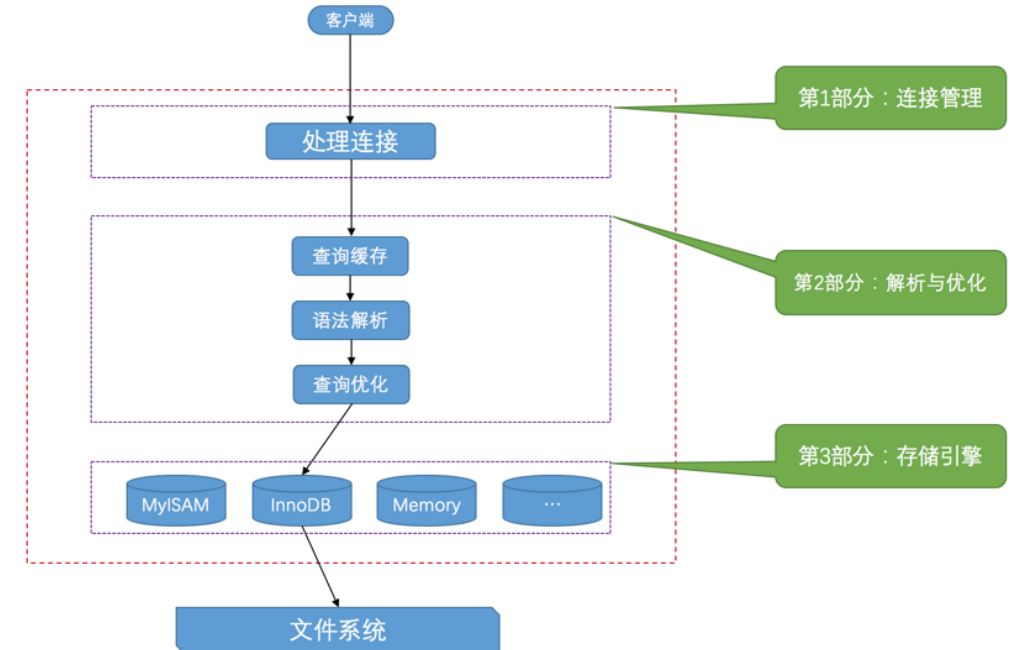 客户端
第1部分：连接管理
处理连接
查询缓存
第2部分：解析与优化
语法解析
查询优化
第3部分：存储引擎
MyISAM
InnoDB
Memory
…
文件系统